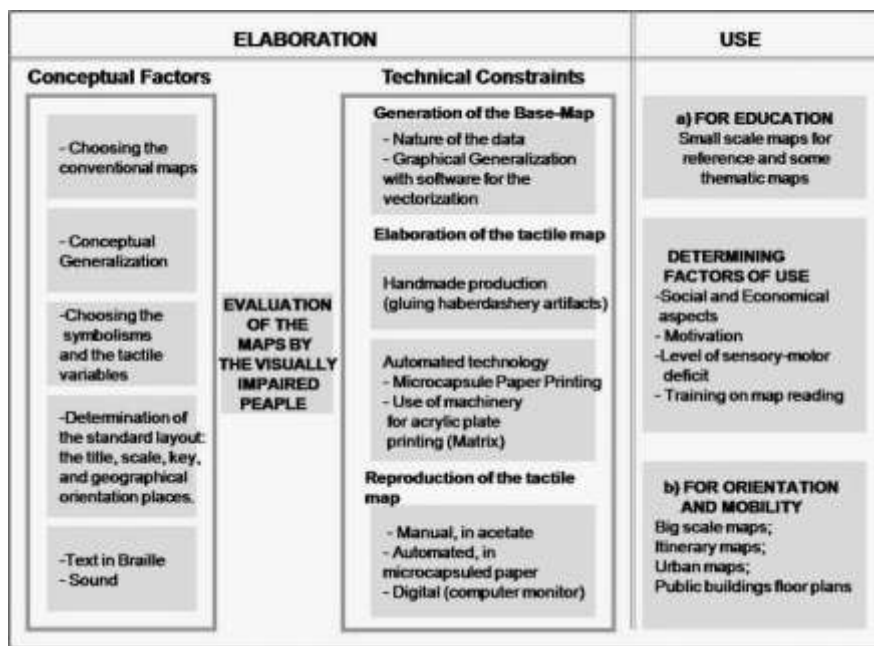 ELABORATION
USE
Conceptual Factors
- Choosing the
conventional maps
- Conceptual
Generalization
-Choosing the
symbolisms
and the tactile
variables
-Determination of
the standard layout:
the title, scale, key,
and geographical
orientation places.
-Text in Braille
- Sound
EVALUATION
OF THE
MAPS BY
THE VISUALLY
IMPAIRED
PEAPLE
Technical Constraints
Generation of the Base-Map
- Nature of the data
- Graphical Generalization
with software for the
vectorization
Elaboration of the tactile map
Handmade production
(gluing haberdashery artifacts)
Automated technology
- Microcapsule Paper Printing
- Use of machinery
for acrylic plate
printing (Matrix)
Reproduction of the tactile
map
- Manual, in acetate
- Automated, in
microcapsuled paper
- Digital (computer monitor)
a) FOR EDUCATION
Small scale maps for
reference and some
thematic maps
DETERMINING
FACTORS OF USE
-Social and Economical
aspects
- Motivation
-Level of sensory-motor
deficit
- Training on map reading
b) FOR ORIENTATION
AND MOBILITY
Big scale maps;
Itinerary maps;
Urban maps;
Public buildings floor plans